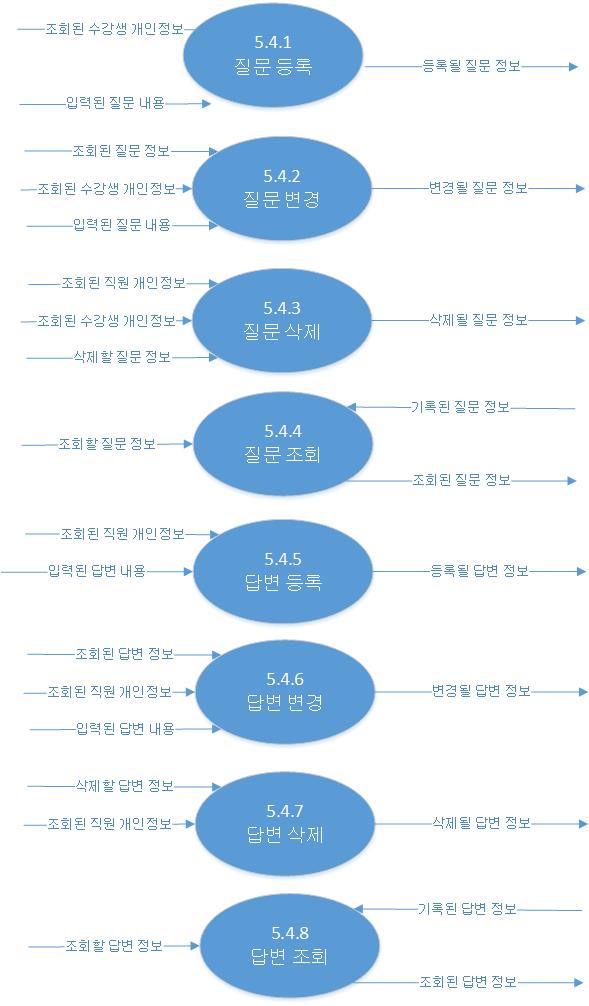 조회된 수강생 개인정보
5.4.1
질문 등록
등록될 질문 정보
입력된 질문 내용
조회된 질문 정보
5.4.2
질문 변경
조회된 수강생 개인정보
변경될 질문 정보
입력된 질문 내용
조회된 직원 개인정보
5.4.3
질문 삭제
조회된 수강생 개인정보
삭제될 질문 정보
삭제할 질문 정보
기록된 질문 정보
5.4.4
질문 조회
조회할 질문 정보
조회된 질문 정보
조회된 직원 개인정보
5.4.5
답변 등록
입력된 답변 내용
등록될 답변 정보
조회된 답변 정보
5.4.6
답변 변경
조회된 직원 개인정보
변경될 답변 정보
입력된 답변 내용
삭제할 답변 정보
5.4.7
답변 삭제
조회된 직원 개인정보
삭제될 답변 정보
기록된 답변 정보
5.4.8
답변 조회
조회할 답변 정보
조회된 답변 정보